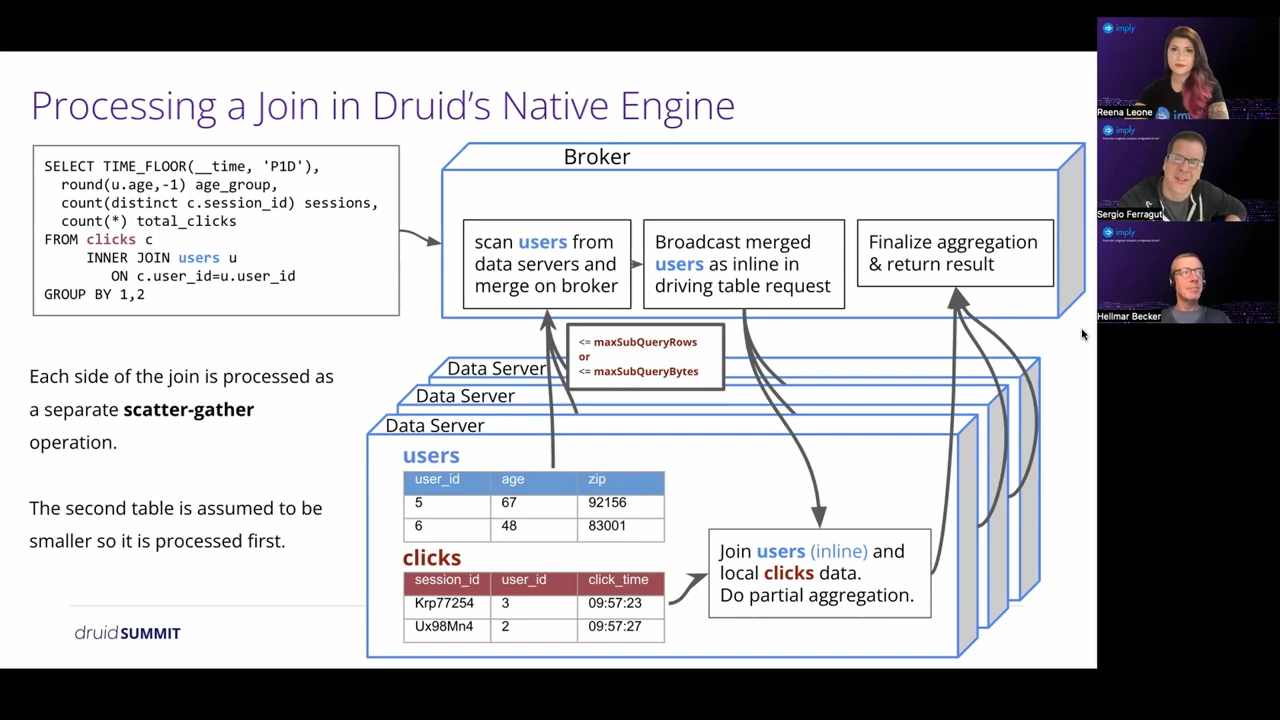 Processing a Join in Druid's Native Engine
SELECT TIME_FLOOR(__time, 'P1D'),
round(u.age,-1) age_group,
count(distinct c.session_id) sessions,
count(*) total_clicks
FROM clicks c
INNER JOIN users u
ON c.user_id=u.user_id
GROUP BY 1,2
Each side of the join is processed as
a separate scatter-gather
operation.
The second table is assumed to be
smaller so it is processed first.
druid SUMMIT
Broker
scan users from
data servers and
merge on broker
Broadcast merged
users as inline in
driving table request
Finalize aggregation
& return result
<= maxSubQueryRows
or
<= maxSubQueryBytes
Data Server
Data Server
Data Server
users
user_id age zip
5 67 92156
6 48 83001
clicks
session_id user_id click_time
Krp77254 3 09:57:23
Ux98Mn4 2 09:57:27
Join users (inline) and
local clicks data.
Do partial aggregation.
imply
Reena Leone
imply
Sergio Ferragut
imply
Hellmar Becker